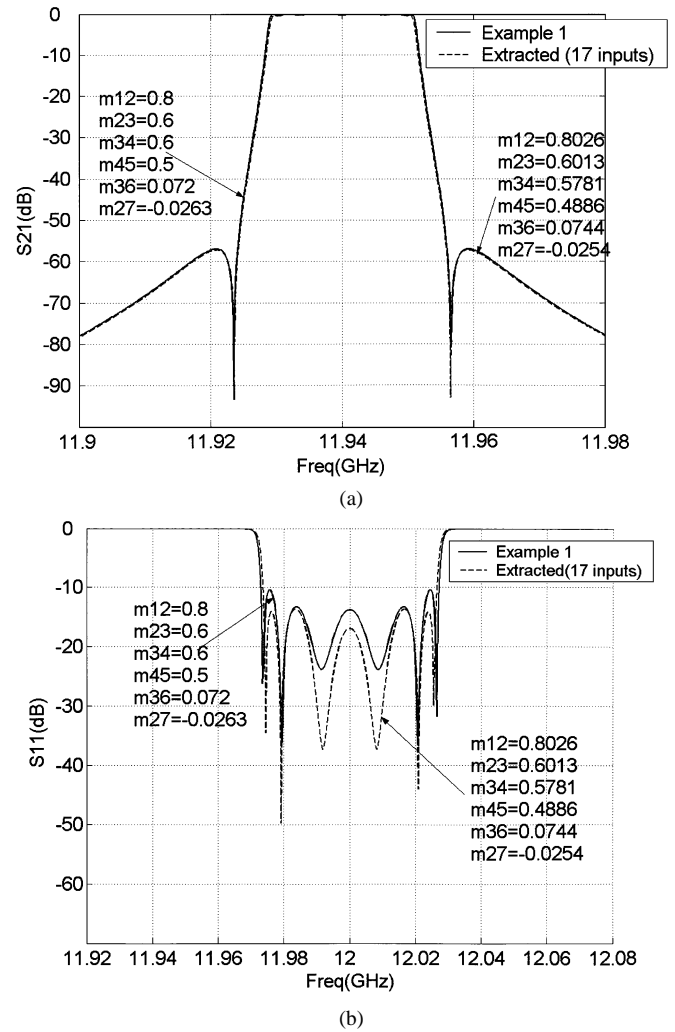 0
-10
-20
-30
-40
-50
-60
-70
-80
-90
S21(dB)
Example 1
Extracted (17 inputs)
m12=0.8
m23=0.6
m34=0.6
m45=0.5
m36=0.072
m27=-0.0263
m12=0.8026
m23=0.6013
m34=0.5781
m45=0.4886
m36=0.0744
m27=-0.0254
11.9 11.92 11.94 11.96 11.98
Freq(GHz)
(a)
0
-10
-20
-30
-40
-50
-60
S11(dB)
Example 1
Extracted(17 inputs)
m12=0.8
m23=0.6
m34=0.6
m45=0.5
m36=0.072
m27=-0.0263
m12=0.8026
m23=0.6013
m34=0.5781
m45=0.4886
m36=0.0744
m27=-0.0254
11.92 11.94 11.96 11.98 12 12.02 12.04 12.06 12.08
Freq(GHz)
(b)